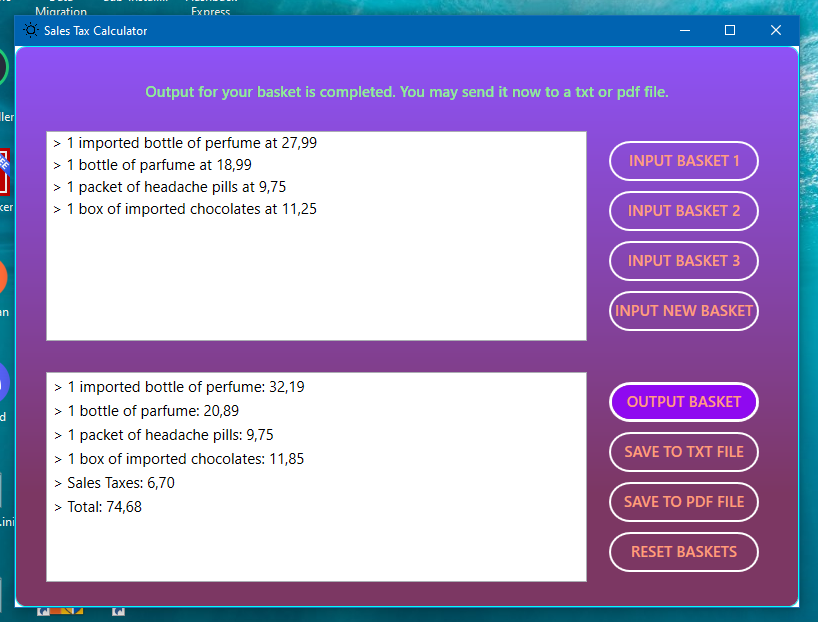 Migration
Express
Sales Tax Calculator
Output for your basket is completed. You may send it now to a txt or pdf file.
> 1 imported bottle of perfume at 27,99
> 1 bottle of parfume at 18,99
> 1 packet of headache pills at 9,75
> 1 box of imported chocolates at 11,25
INPUT BASKET 1
INPUT BASKET 2
INPUT BASKET 3
INPUT NEW BASKET
> 1 imported bottle of perfume: 32,19
> 1 bottle of parfume: 20,89
> 1 packet of headache pills: 9,75
> 1 box of imported chocolates: 11,85
> Sales Taxes: 6,70
> Total: 74,68
OUTPUT BASKET
SAVE TO TXT FILE
SAVE TO PDF FILE
RESET BASKETS